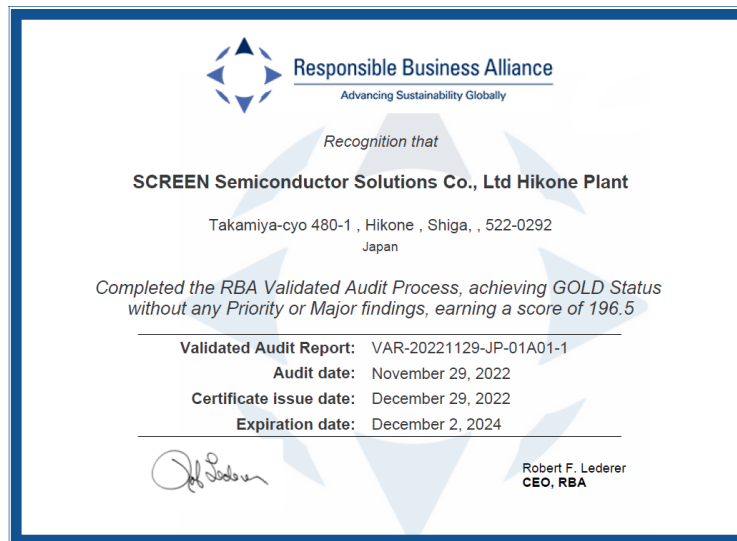 Responsible Business Alliance
Advancing Sustainability Globally
Recognition that
SCREEN Semiconductor Solutions Co., Ltd Hikone Plant
Takamiya-cyo 480-1 , Hikone , Shiga, , 522-0292
Japan
Completed the RBA Validated Audit Process, achieving GOLD Status
without any Priority or Major findings, earning a score of 196.5
Validated Audit Report: VAR-20221129-JP-01A01-1
Audit date: November 29, 2022
Certificate issue date: December 29, 2022
Expiration date: December 2, 2024
Rob Lederer
Robert F. Lederer
CEO, RBA